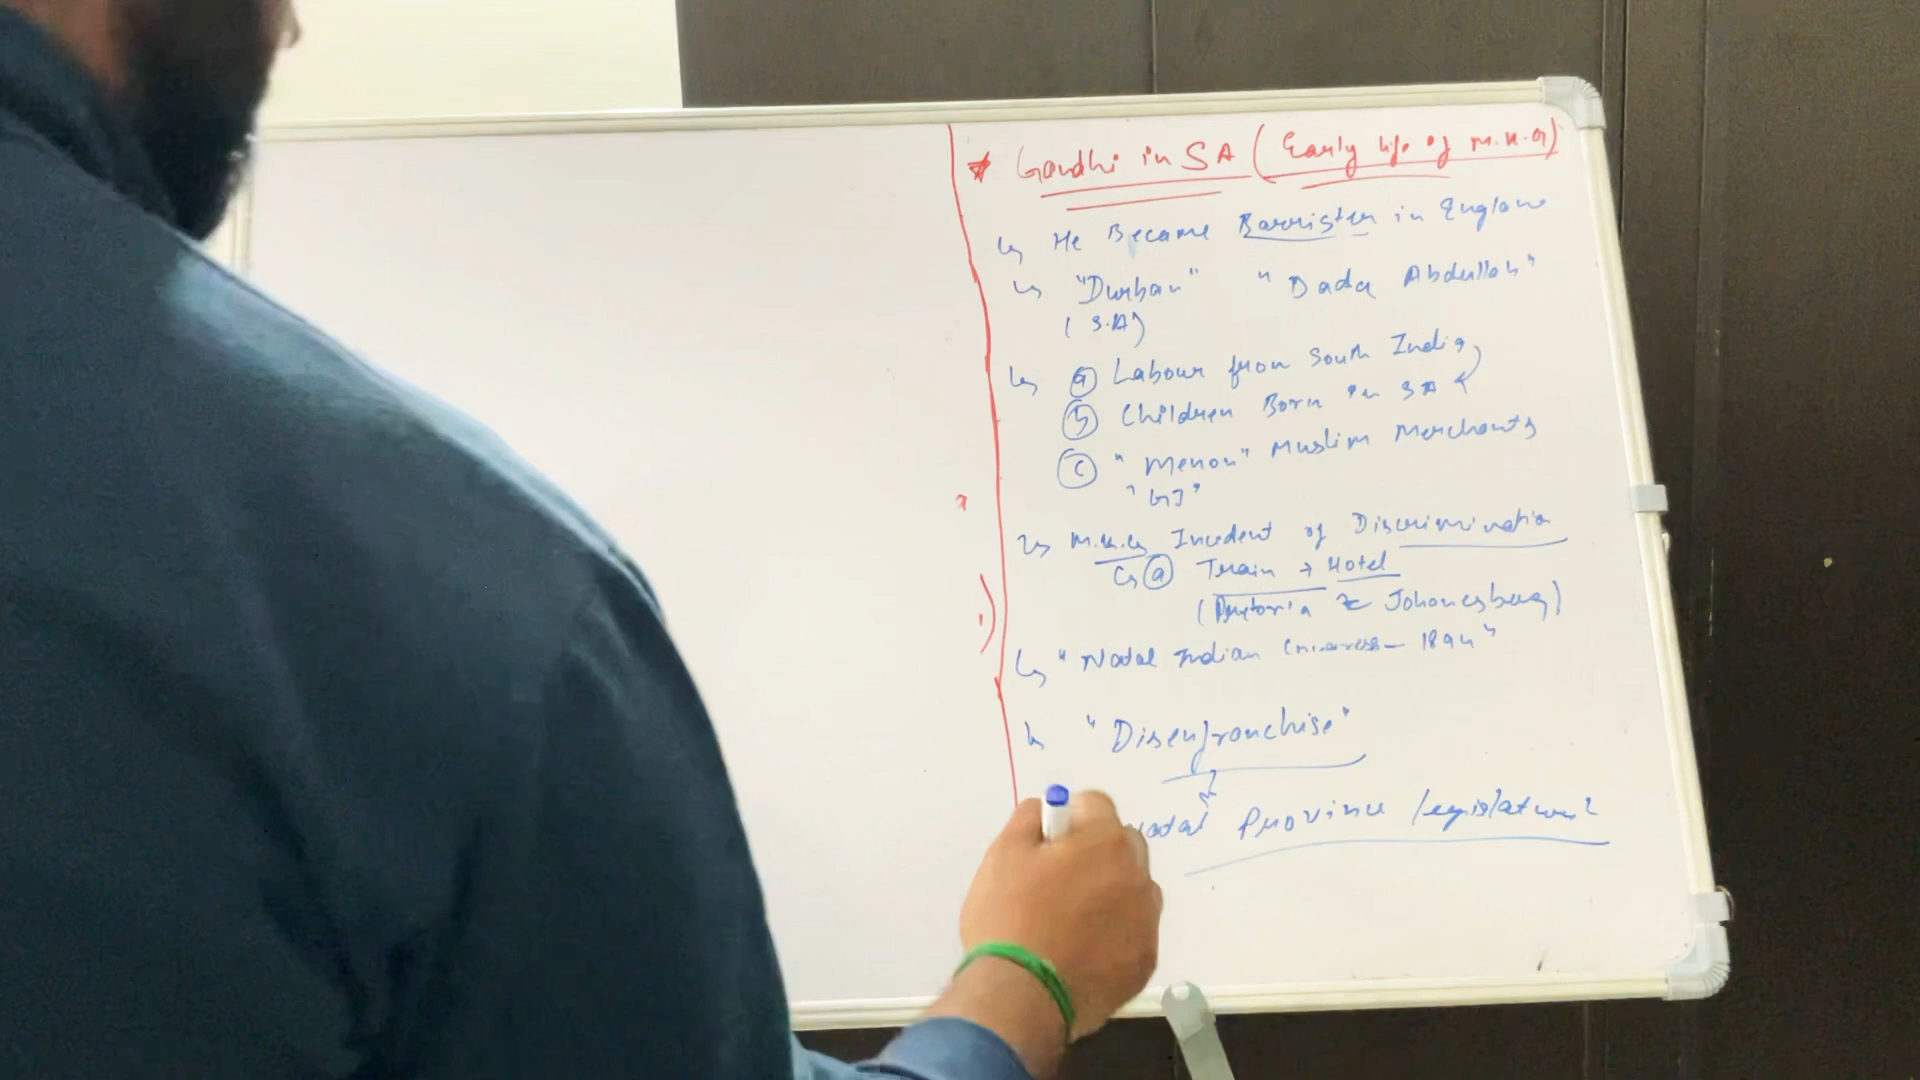 * Gandhi in SA (Early life of M.K.G)
↳ He Became Barrister in England
↳ "Durban" "Dada Abdullah"
(S.A)
↳ (a) Labour from South India
(b) Children Born in SA
(c) "Memon" Muslim Merchants
"GJ"
↳ M.K.G Incident of Discrimination
↳ (a) Train + Hotel
(Pretoria Johanesburg)
↳ "Natal Indian Congress - 1894"
↳ "Disenfranchise"
Natal Province legislature